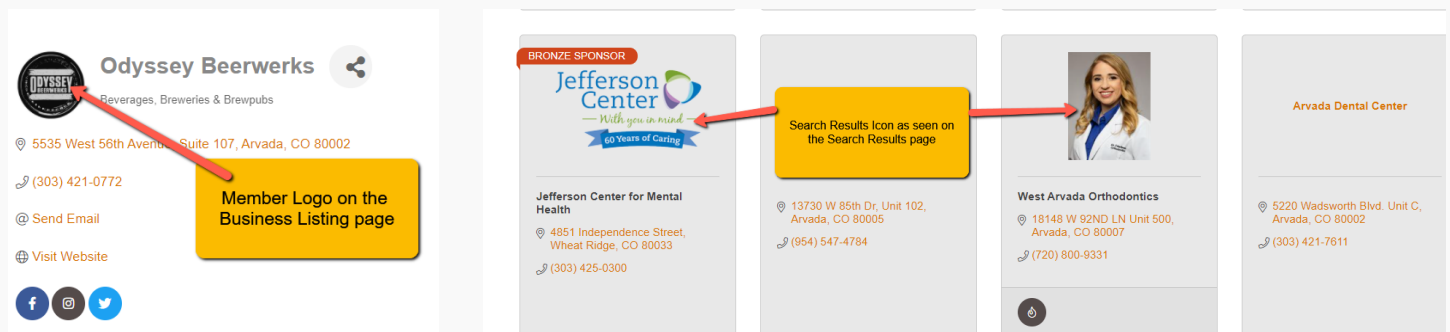 ODYSSEY
BEERWERKS
Odyssey Beerwerks
Beverages, Breweries & Brewpubs
5535 West 56th Avenue Suite 107, Arvada, CO 80002
(303) 421-0772
@ Send Email
Visit Website
Member Logo on the
Business Listing page
BRONZE SPONSOR
Jefferson
Center
With you in mind
60 Years of Caring
Jefferson Center for Mental
Health
4851 Independence Street,
Wheat Ridge, CO 80033
(303) 425-0300
Search Results Icon as seen on
the Search Results page
13730 W 85th Dr, Unit 102,
Arvada, CO 80005
(954) 547-4784
West Arvada Orthodontics
18148 W 92ND LN Unit 500,
Arvada, CO 80007
(720) 800-9331
Arvada Dental Center
5220 Wadsworth Blvd. Unit C,
Arvada, CO 80002
(303) 421-7611